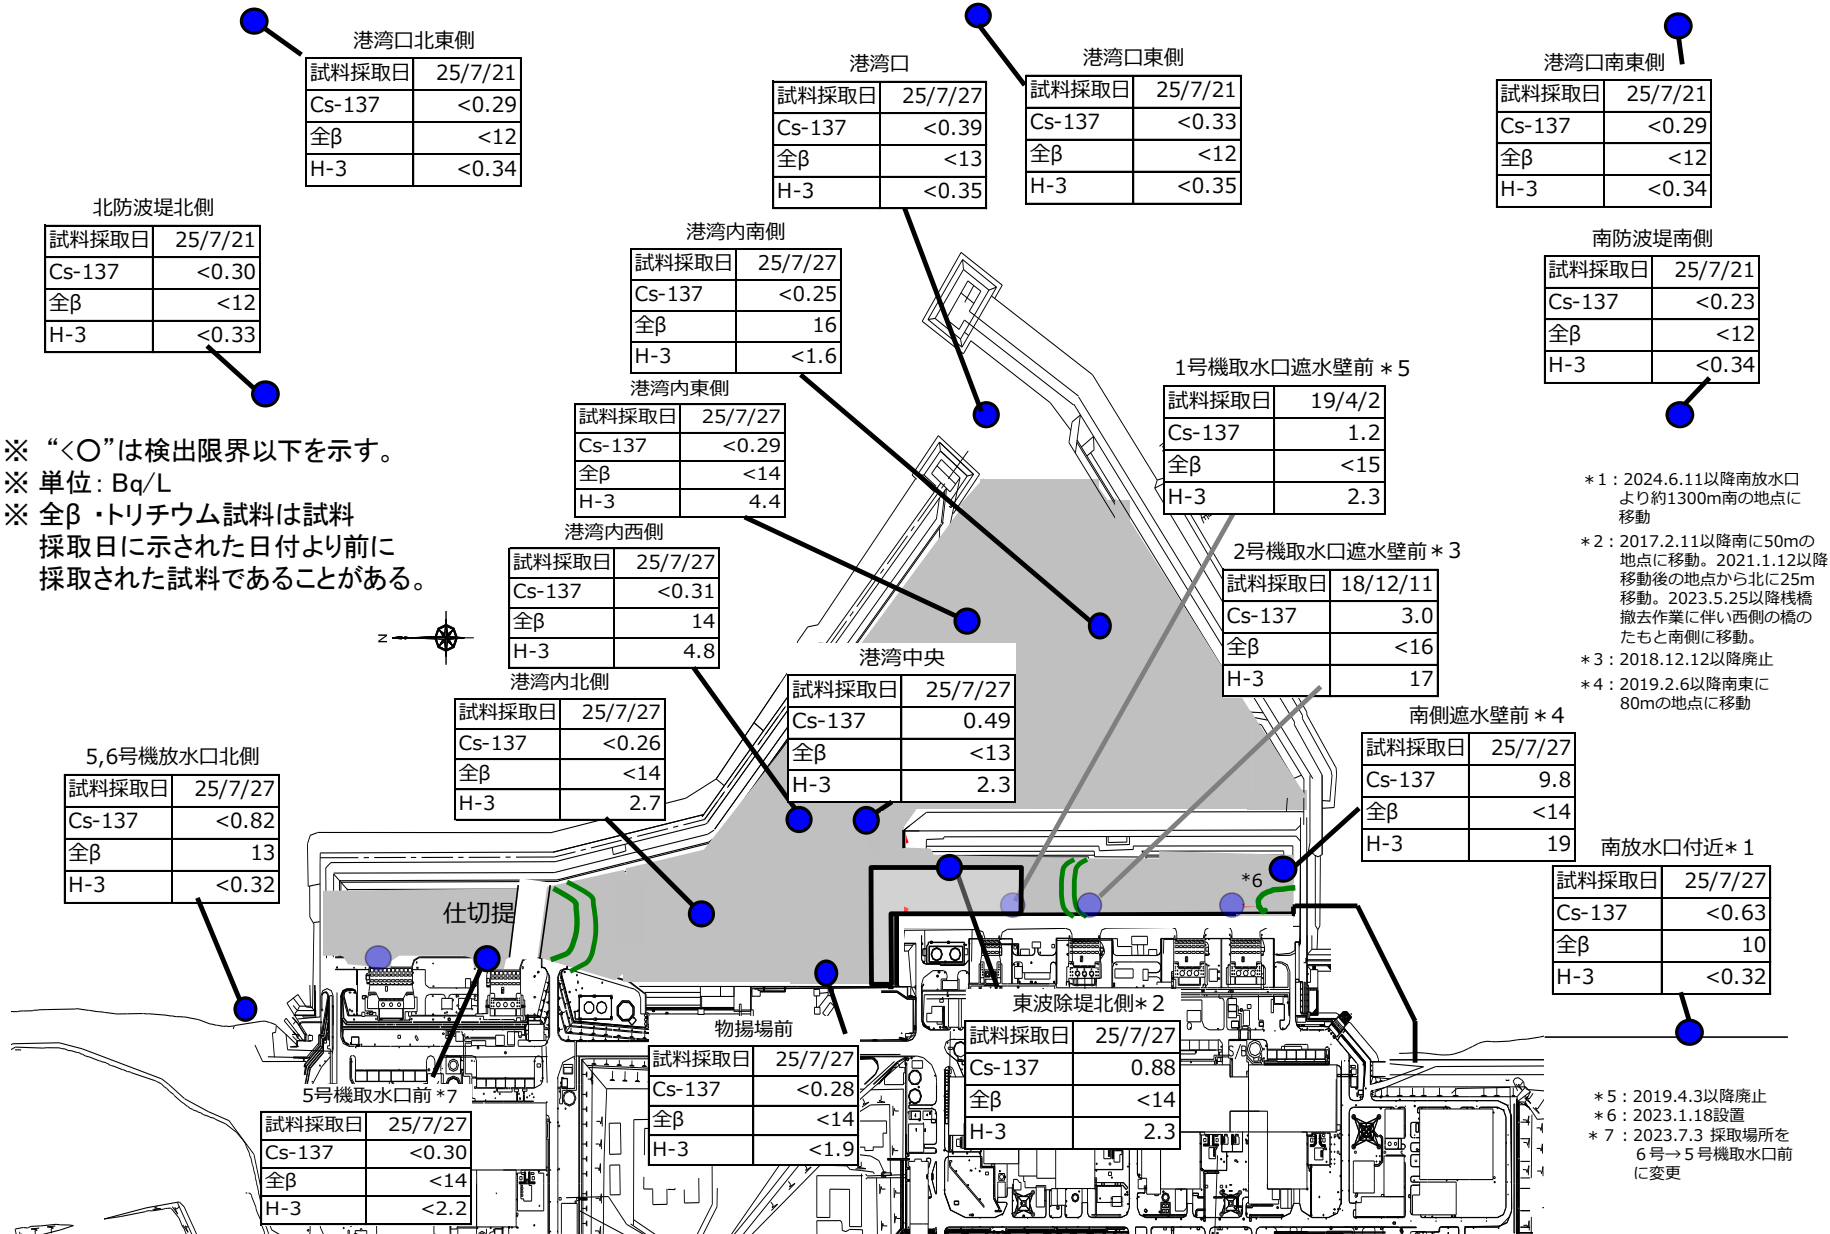 港湾口北東側
試料採取日 25/7/21
Cs-137 <0.29
全β <12
H-3 <0.34
港湾口
試料採取日 25/7/27
Cs-137 <0.39
全β <13
H-3 <0.35
港湾口東側
試料採取日 25/7/21
Cs-137 <0.33
全β <12
H-3 <0.35
港湾口南東側
試料採取日 25/7/21
Cs-137 <0.29
全β <12
H-3 <0.34
北防波堤北側
試料採取日 25/7/21
Cs-137 <0.30
全β <12
H-3 <0.33
港湾内南側
試料採取日 25/7/27
Cs-137 <0.25
全β 16
H-3 <1.6
南防波堤南側
試料採取日 25/7/21
Cs-137 <0.23
全β <12
H-3 <0.34
港湾内東側
試料採取日 25/7/27
Cs-137 <0.29
全β <14
H-3 4.4
1号機取水口遮水壁前＊5
試料採取日 19/4/2
Cs-137 1.2
全β <15
H-3 2.3
※ “<○”は検出限界以下を示す。
※ 単位：Bq/L
※ 全β・トリチウム試料は試料
採取日に示された日付より前に
採取された試料であることがある。
N
港湾内西側
試料採取日 25/7/27
Cs-137 <0.31
全β 14
H-3 4.8
2号機取水口遮水壁前＊3
試料採取日 18/12/11
Cs-137 3.0
全β <16
H-3 17
＊1：2024.6.11以降南放水口
より約1300m南の地点に
移動
＊2：2017.2.11以降南に50mの
地点に移動。2021.1.12以降
移動後の地点から北に25m
移動。2023.5.25以降桟橋
撤去作業に伴い西側の橋の
たもと南側に移動。
＊3：2018.12.12以降廃止
＊4：2019.2.6以降南東に
80mの地点に移動
港湾中央
試料採取日 25/7/27
Cs-137 0.49
全β <13
H-3 2.3
港湾内北側
試料採取日 25/7/27
Cs-137 <0.26
全β <14
H-3 2.7
南側遮水壁前＊4
試料採取日 25/7/27
Cs-137 9.8
全β <14
H-3 19
5,6号機放水口北側
試料採取日 25/7/27
Cs-137 <0.82
全β 13
H-3 <0.32
南放水口付近＊1
試料採取日 25/7/27
Cs-137 <0.63
全β 10
H-3 <0.32
仕切堤
*6
東波除堤北側＊2
試料採取日 25/7/27
Cs-137 0.88
全β <14
H-3 2.3
物揚場前
試料採取日 25/7/27
Cs-137 <0.28
全β <14
H-3 <1.9
5号機取水口前*7
試料採取日 25/7/27
Cs-137 <0.30
全β <14
H-3 <2.2
＊5：2019.4.3以降廃止
＊6：2023.1.18設置
＊7：2023.7.3 採取場所を
6号→5号機取水口前
に変更